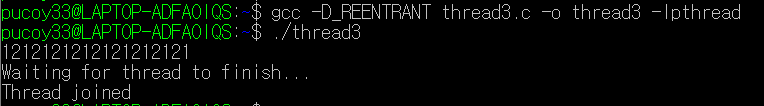 pucoy33@LAPTOP-ADFAOIQS:~$ gcc -D_REENTRANT thread3.c -o thread3 -lpthread
pucoy33@LAPTOP-ADFAOIQS:~$ ./thread3
12121212121212121212121
Waiting for thread to finish...
Thread joined